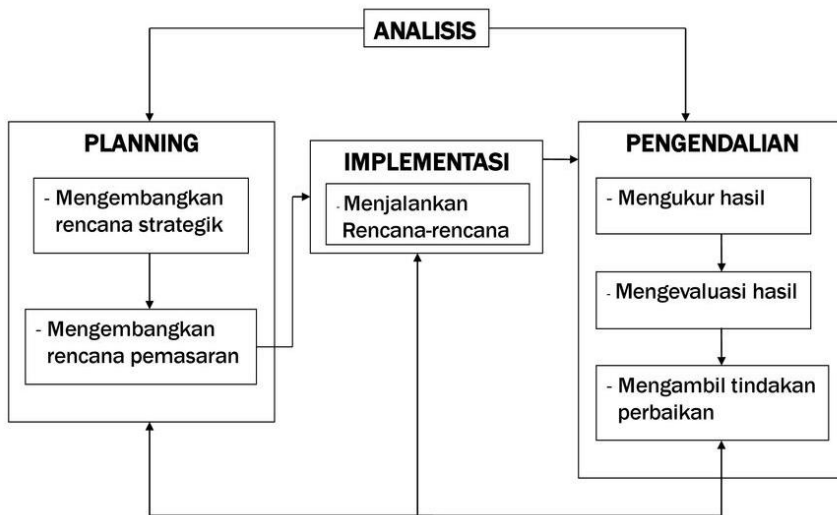 ANALISIS
PLANNING
- Mengembangkan
rencana strategik
- Mengembangkan
rencana pemasaran
IMPLEMENTASI
- Menjalankan
Rencana-rencana
PENGENDALIAN
- Mengukur hasil
- Mengevaluasi hasil
- Mengambil tindakan
perbaikan